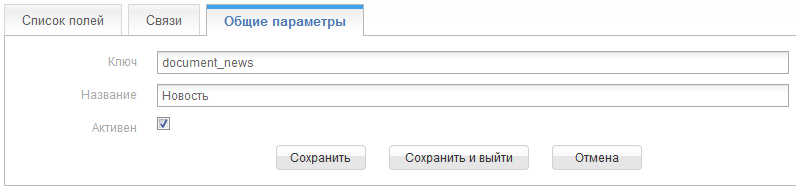 Список полей Связи Общие параметры
Ключ document_news
Название Новость
Активен
Сохранить Сохранить и выйти Отмена